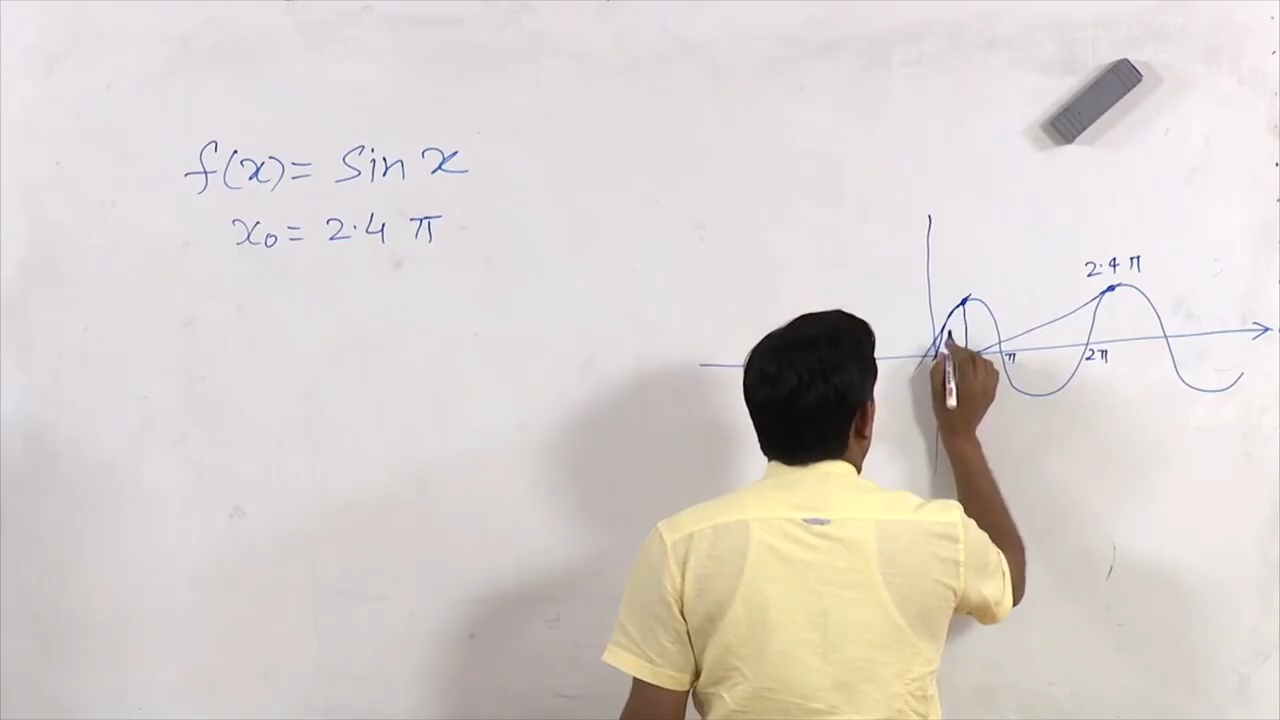 f(x) = Sin x
x₀ = 2.4 π
2.4 π
π
2π